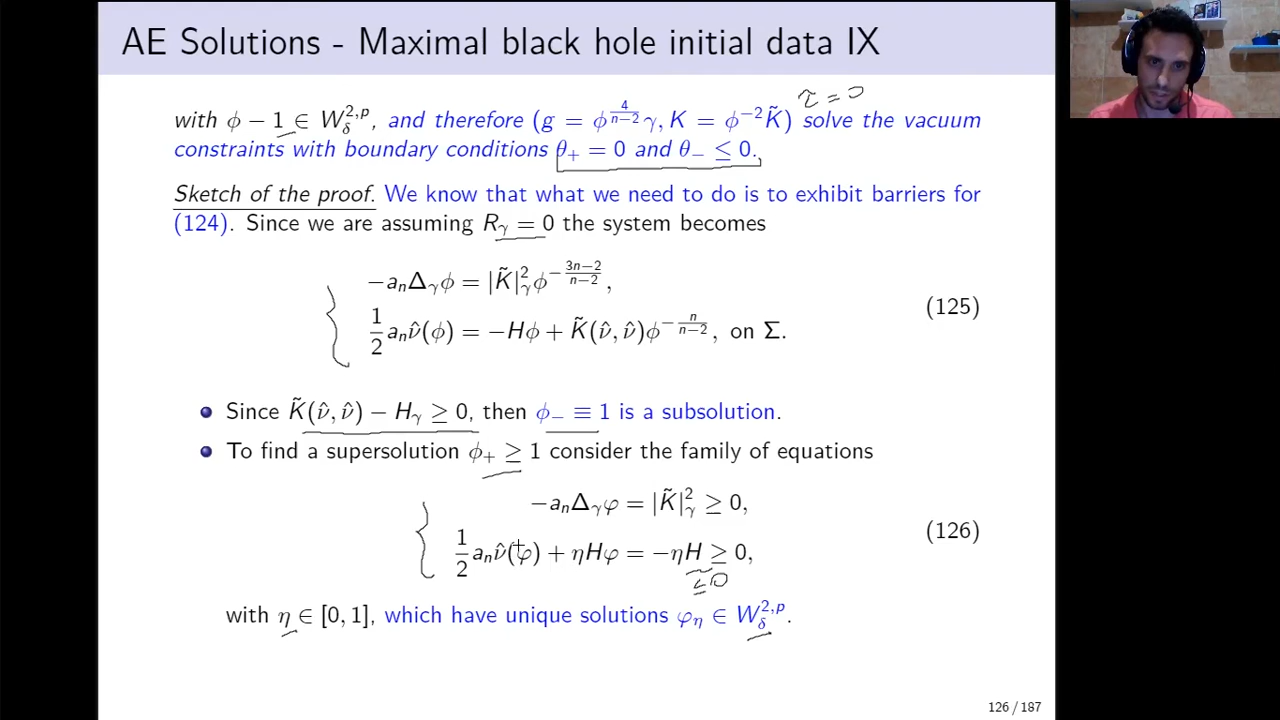 AE Solutions - Maximal black hole initial data IX
τ = 0
with ϕ − 1 ∈ W^{2,p}_δ, and therefore (g = ϕ^{4/(n−2)}γ, K = ϕ^{−2}K̃) solve the vacuum
constraints with boundary conditions θ₊ = 0 and θ₋ ≤ 0.
Sketch of the proof. We know that what we need to do is to exhibit barriers for
(124). Since we are assuming R_γ = 0 the system becomes
−a_nΔ_γϕ = |K̃|²_γϕ^{−(3n−2)/(n−2)},
(125)
1/2 a_nν̂(ϕ) = −Hϕ + K̃(ν̂, ν̂)ϕ^{−n/(n−2)}, on Σ.
Since K̃(ν̂, ν̂) − H_γ ≥ 0, then ϕ₋ ≡ 1 is a subsolution.
To find a supersolution ϕ₊ ≥ 1 consider the family of equations
−a_nΔ_γφ = |K̃|²_γ ≥ 0,
(126)
1/2 a_nν̂(φ) + ηHφ = −ηH ≥ 0,
≤0
with η ∈ [0, 1], which have unique solutions φ_η ∈ W^{2,p}_δ.
126 / 187